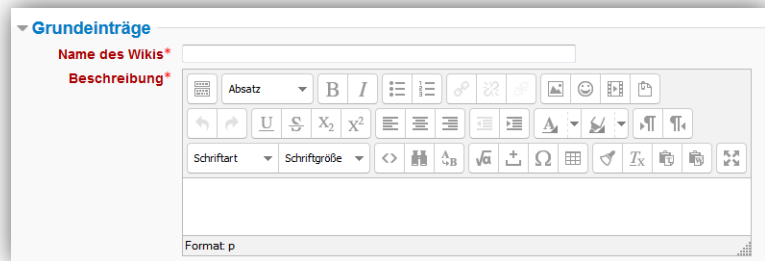 Grundeinträge
Name des Wikis*
Beschreibung*
Absatz
Schriftart Schriftgröße
Format: p